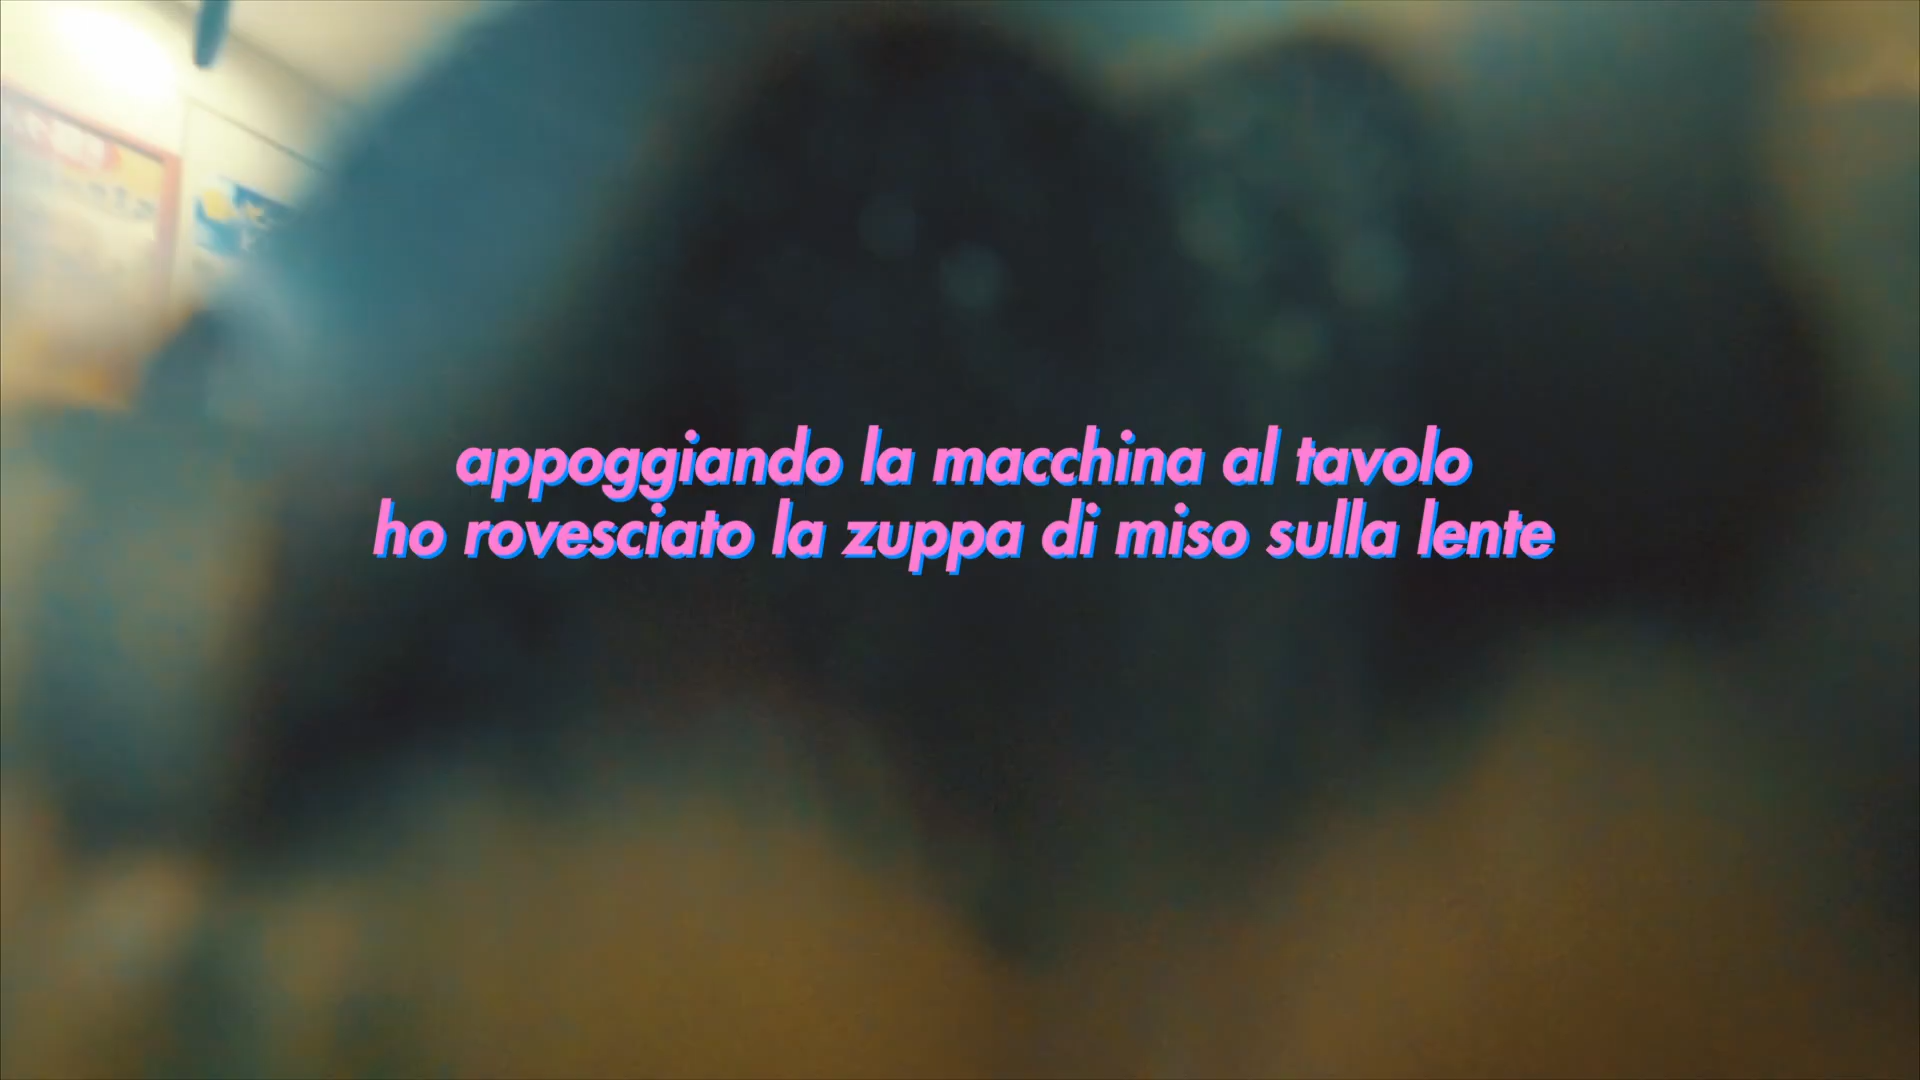 appoggiando la macchina al tavolo
ho rovesciato la zuppa di miso sulla lente